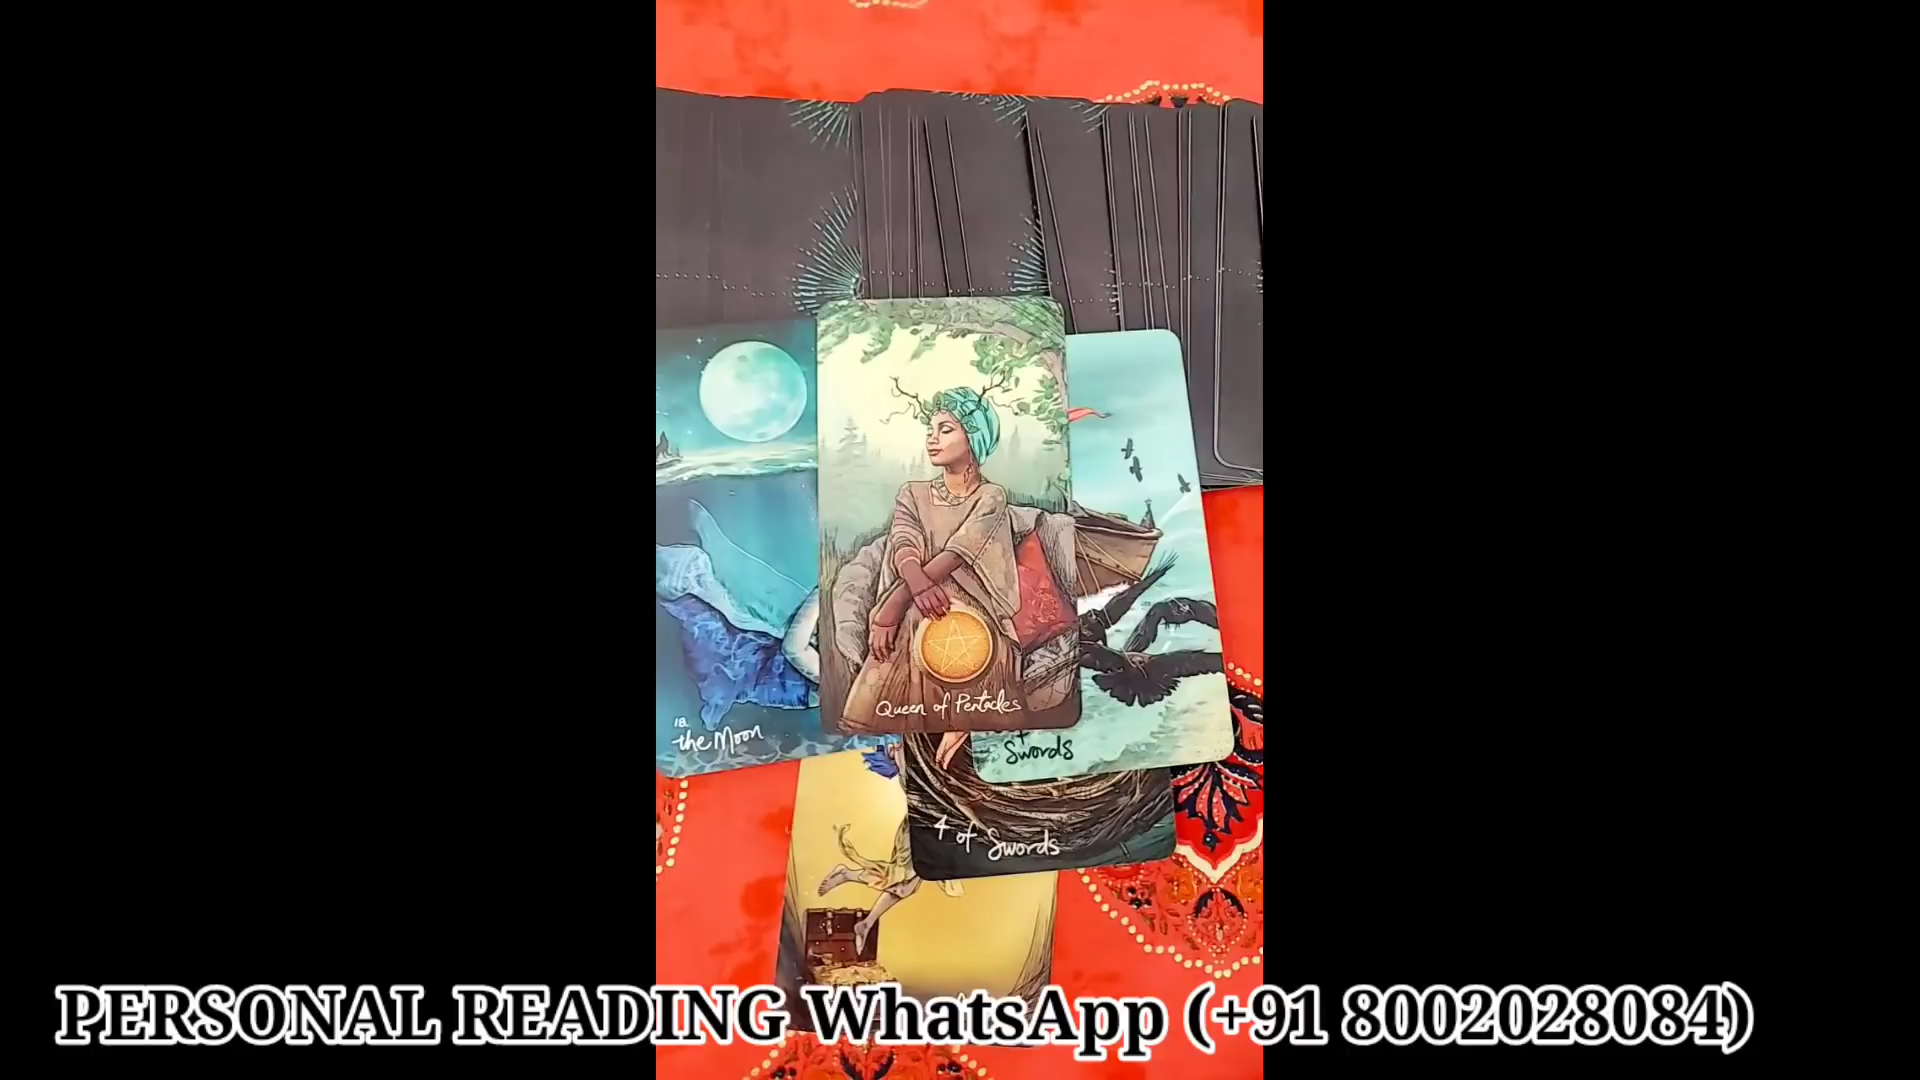 Queen of Pentacles
18.
the Moon
Swords
4 of Swords
PERSONAL READING WhatsApp (+91 8002028084)